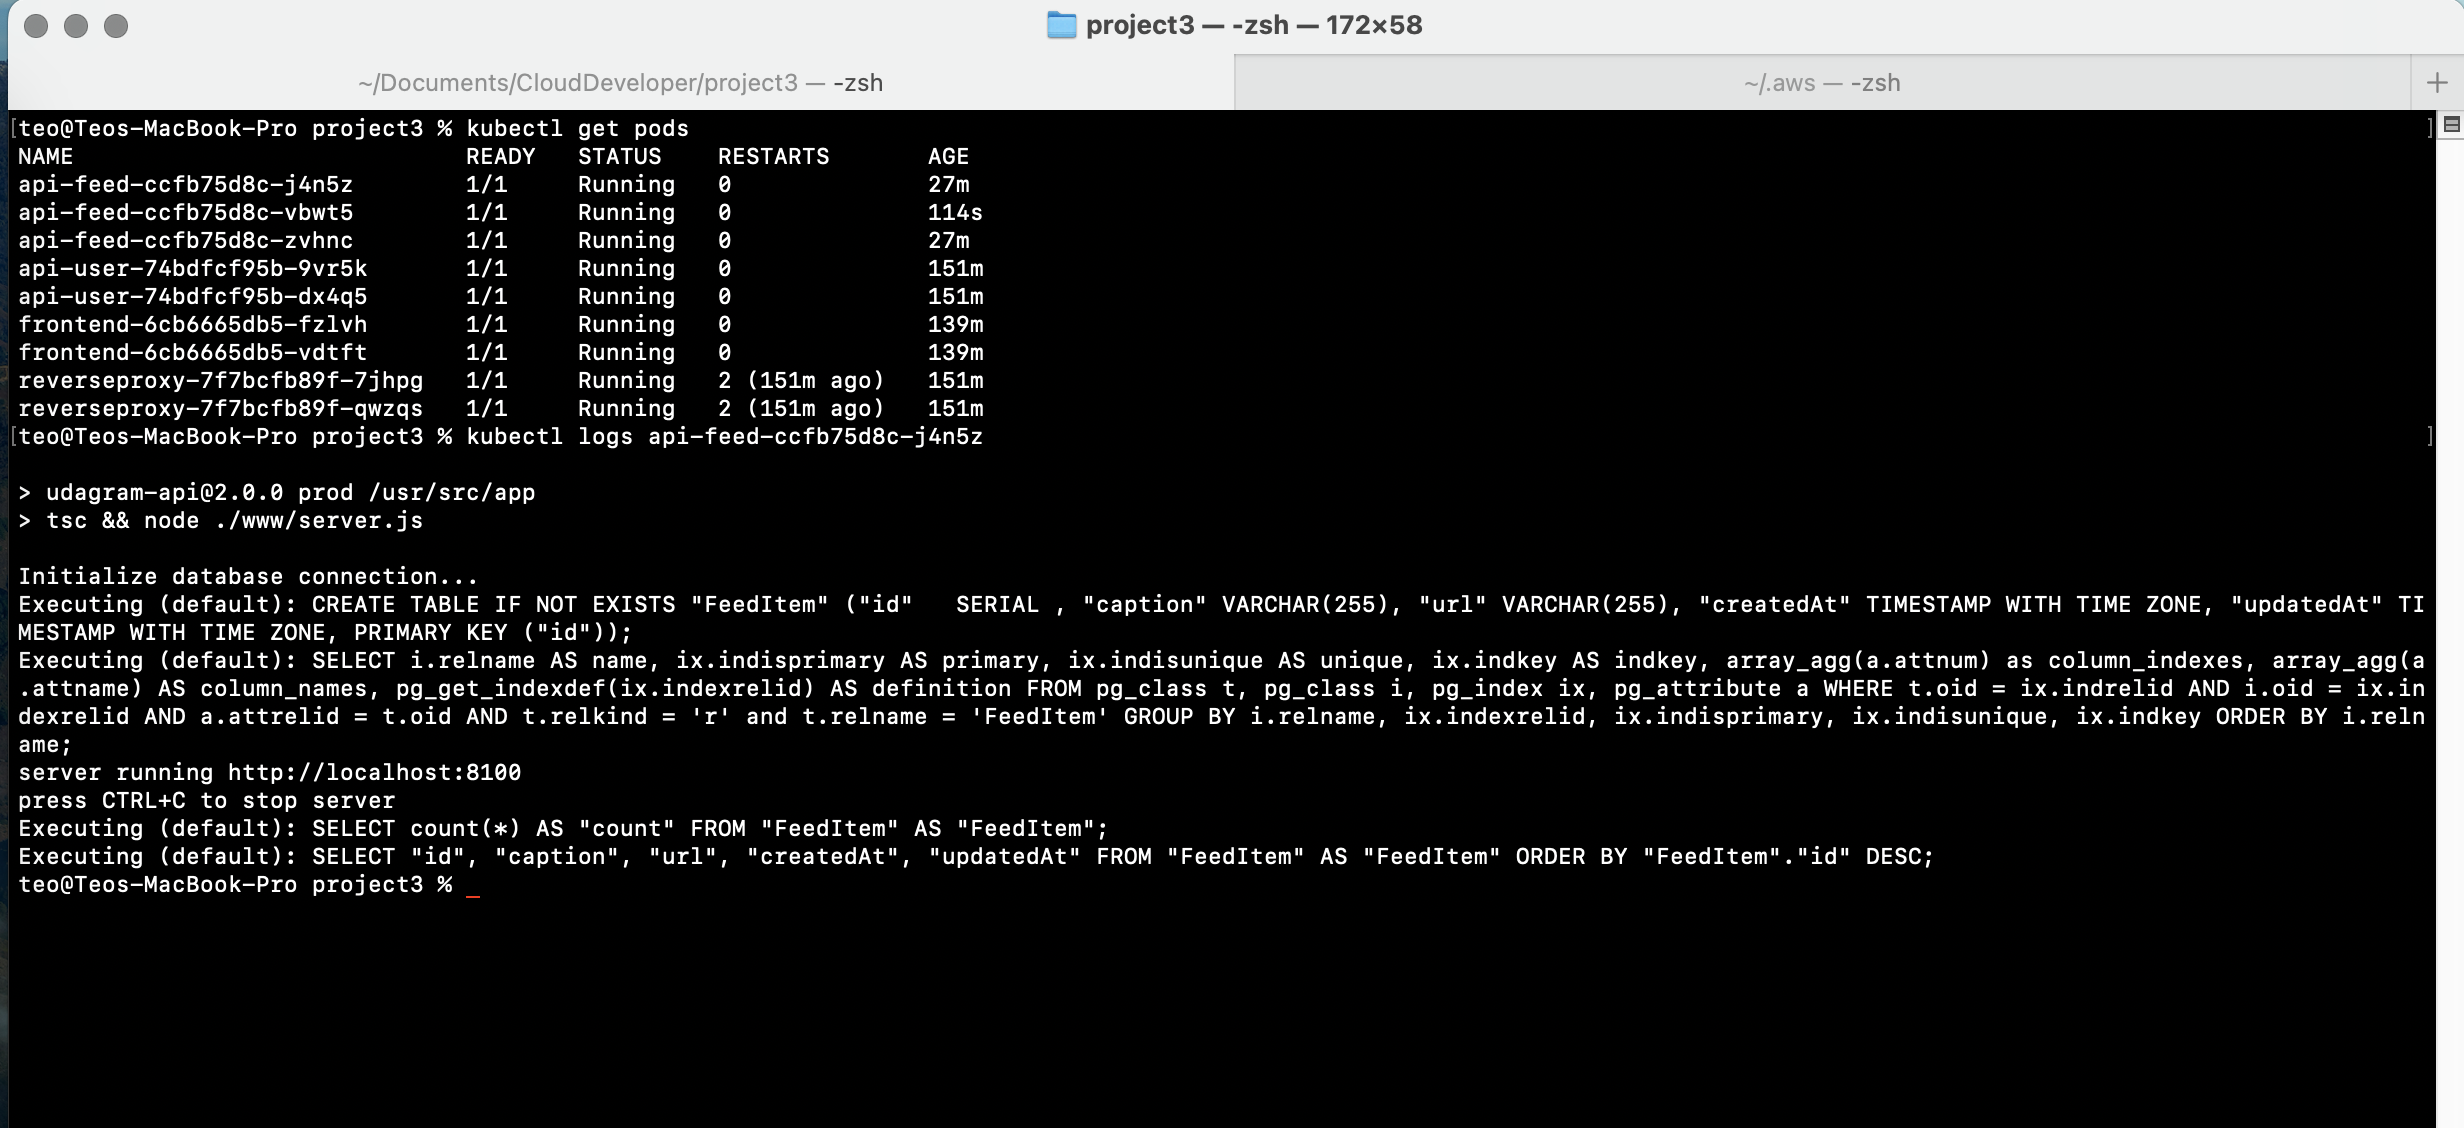 project3 — -zsh — 172×58
~/Documents/CloudDeveloper/project3 — -zsh
~/.aws — -zsh
[teo@Teos-MacBook-Pro project3 % kubectl get pods ]
NAME READY STATUS RESTARTS AGE
api-feed-ccfb75d8c-j4n5z 1/1 Running 0 27m
api-feed-ccfb75d8c-vbwt5 1/1 Running 0 114s
api-feed-ccfb75d8c-zvhnc 1/1 Running 0 27m
api-user-74bdfcf95b-9vr5k 1/1 Running 0 151m
api-user-74bdfcf95b-dx4q5 1/1 Running 0 151m
frontend-6cb6665db5-fzlvh 1/1 Running 0 139m
frontend-6cb6665db5-vdtft 1/1 Running 0 139m
reverseproxy-7f7bcfb89f-7jhpg 1/1 Running 2 (151m ago) 151m
reverseproxy-7f7bcfb89f-qwzqs 1/1 Running 2 (151m ago) 151m
[teo@Teos-MacBook-Pro project3 % kubectl logs api-feed-ccfb75d8c-j4n5z ]
> udagram-api@2.0.0 prod /usr/src/app
> tsc && node ./www/server.js
Initialize database connection...
Executing (default): CREATE TABLE IF NOT EXISTS "FeedItem" ("id"   SERIAL , "caption" VARCHAR(255), "url" VARCHAR(255), "createdAt" TIMESTAMP WITH TIME ZONE, "updatedAt" TI
MESTAMP WITH TIME ZONE, PRIMARY KEY ("id"));
Executing (default): SELECT i.relname AS name, ix.indisprimary AS primary, ix.indisunique AS unique, ix.indkey AS indkey, array_agg(a.attnum) as column_indexes, array_agg(a
.attname) AS column_names, pg_get_indexdef(ix.indexrelid) AS definition FROM pg_class t, pg_class i, pg_index ix, pg_attribute a WHERE t.oid = ix.indrelid AND i.oid = ix.in
dexrelid AND a.attrelid = t.oid AND t.relkind = 'r' and t.relname = 'FeedItem' GROUP BY i.relname, ix.indexrelid, ix.indisprimary, ix.indisunique, ix.indkey ORDER BY i.reln
ame;
server running http://localhost:8100
press CTRL+C to stop server
Executing (default): SELECT count(*) AS "count" FROM "FeedItem" AS "FeedItem";
Executing (default): SELECT "id", "caption", "url", "createdAt", "updatedAt" FROM "FeedItem" AS "FeedItem" ORDER BY "FeedItem"."id" DESC;
teo@Teos-MacBook-Pro project3 % _